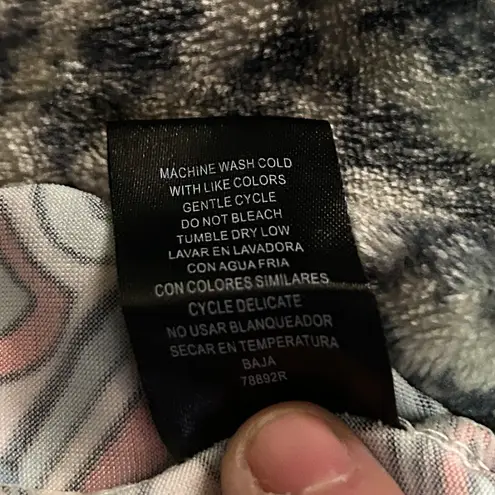 MACHINE WASH COLD
WITH LIKE COLORS
GENTLE CYCLE
DO NOT BLEACH
TUMBLE DRY LOW
LAVAR EN LAVADORA
CON AGUA FRIA
CON COLORES SIMILARES
CYCLE DELICATE
NO USAR BLANQUEADOR
SECAR EN TEMPERATURA
BAJA
78892R